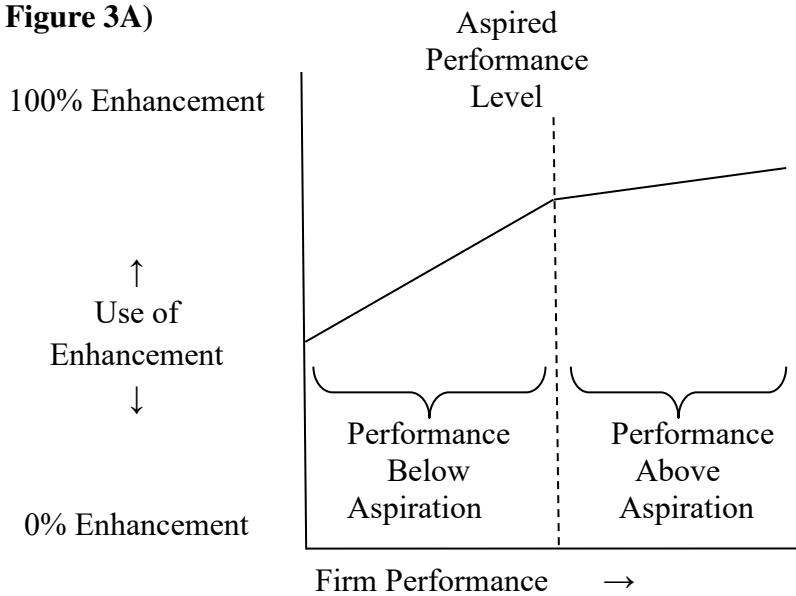 Figure 3A)
Aspired
Performance
Level
100% Enhancement
↑
Use of
Enhancement
↓
0% Enhancement
Performance
Below
Aspiration
Performance
Above
Aspiration
Firm Performance →